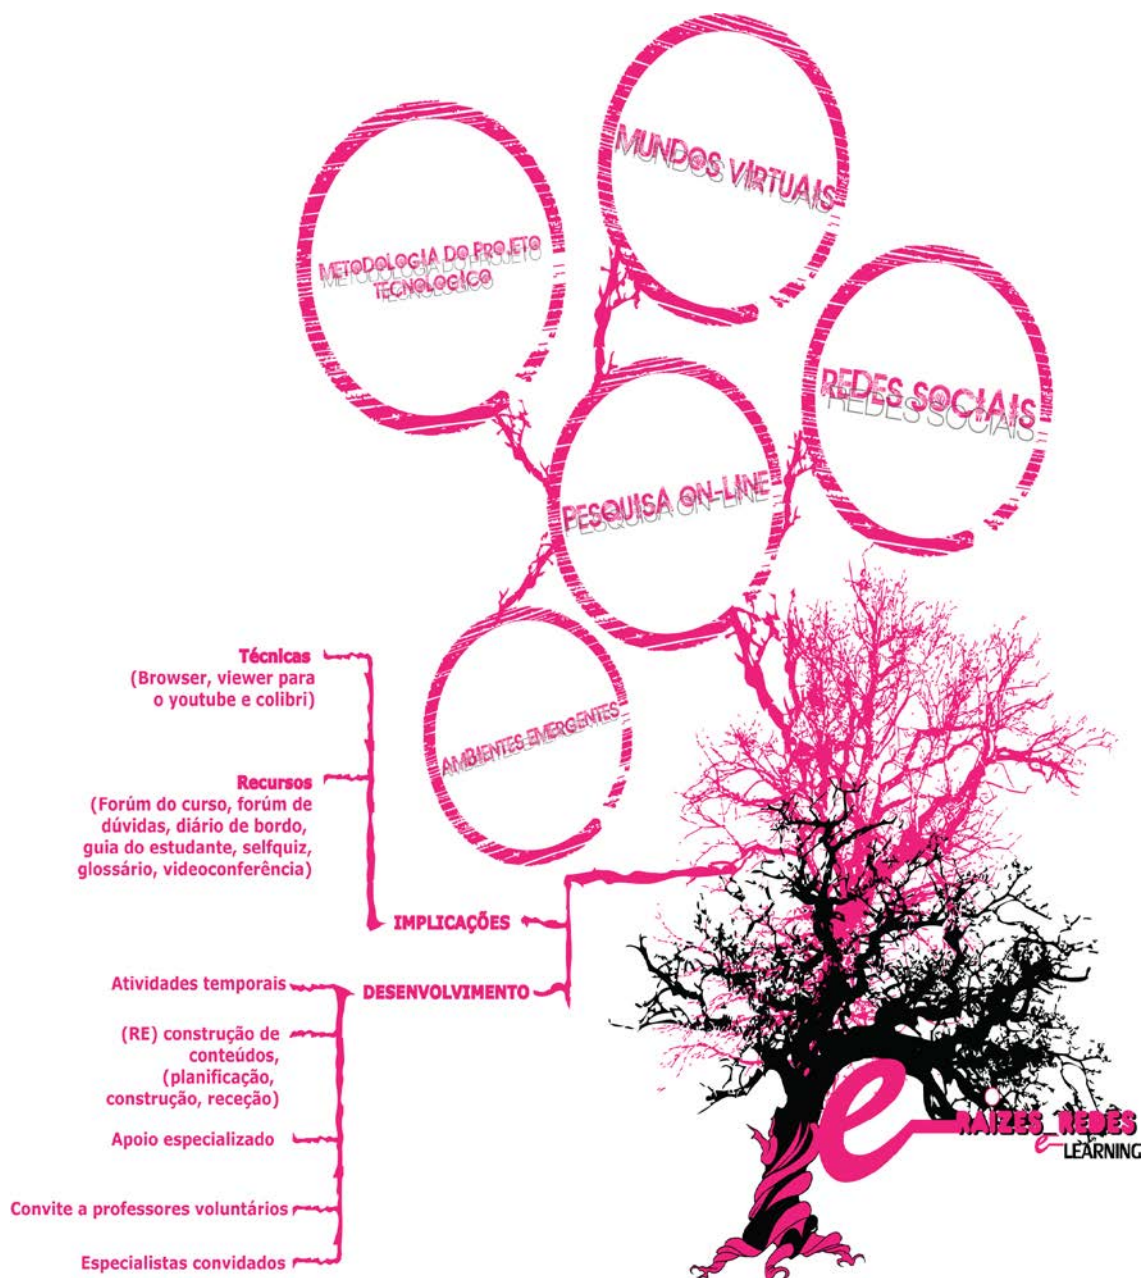 MUNDOS VIRTUAIS
METODOLOGIA DO PROJETO
TECNOLOGICO
REDES SOCIAIS
PESQUISA ON-LINE
AMBIENTES EMERGENTES
Técnicas
(Browser, viewer para
o youtube e colibri)
Recursos
(Forúm do curso, forúm de
dúvidas, diário de bordo,
guia do estudante, selfquiz,
glossário, videoconferência)
IMPLICAÇÕES
DESENVOLVIMENTO
Atividades temporais
(RE) construção de
conteúdos,
(planificação,
construção, receção)
Apoio especializado
Convite a professores voluntários
Especialistas convidados
e
RAIZES_REDES
e LEARNING